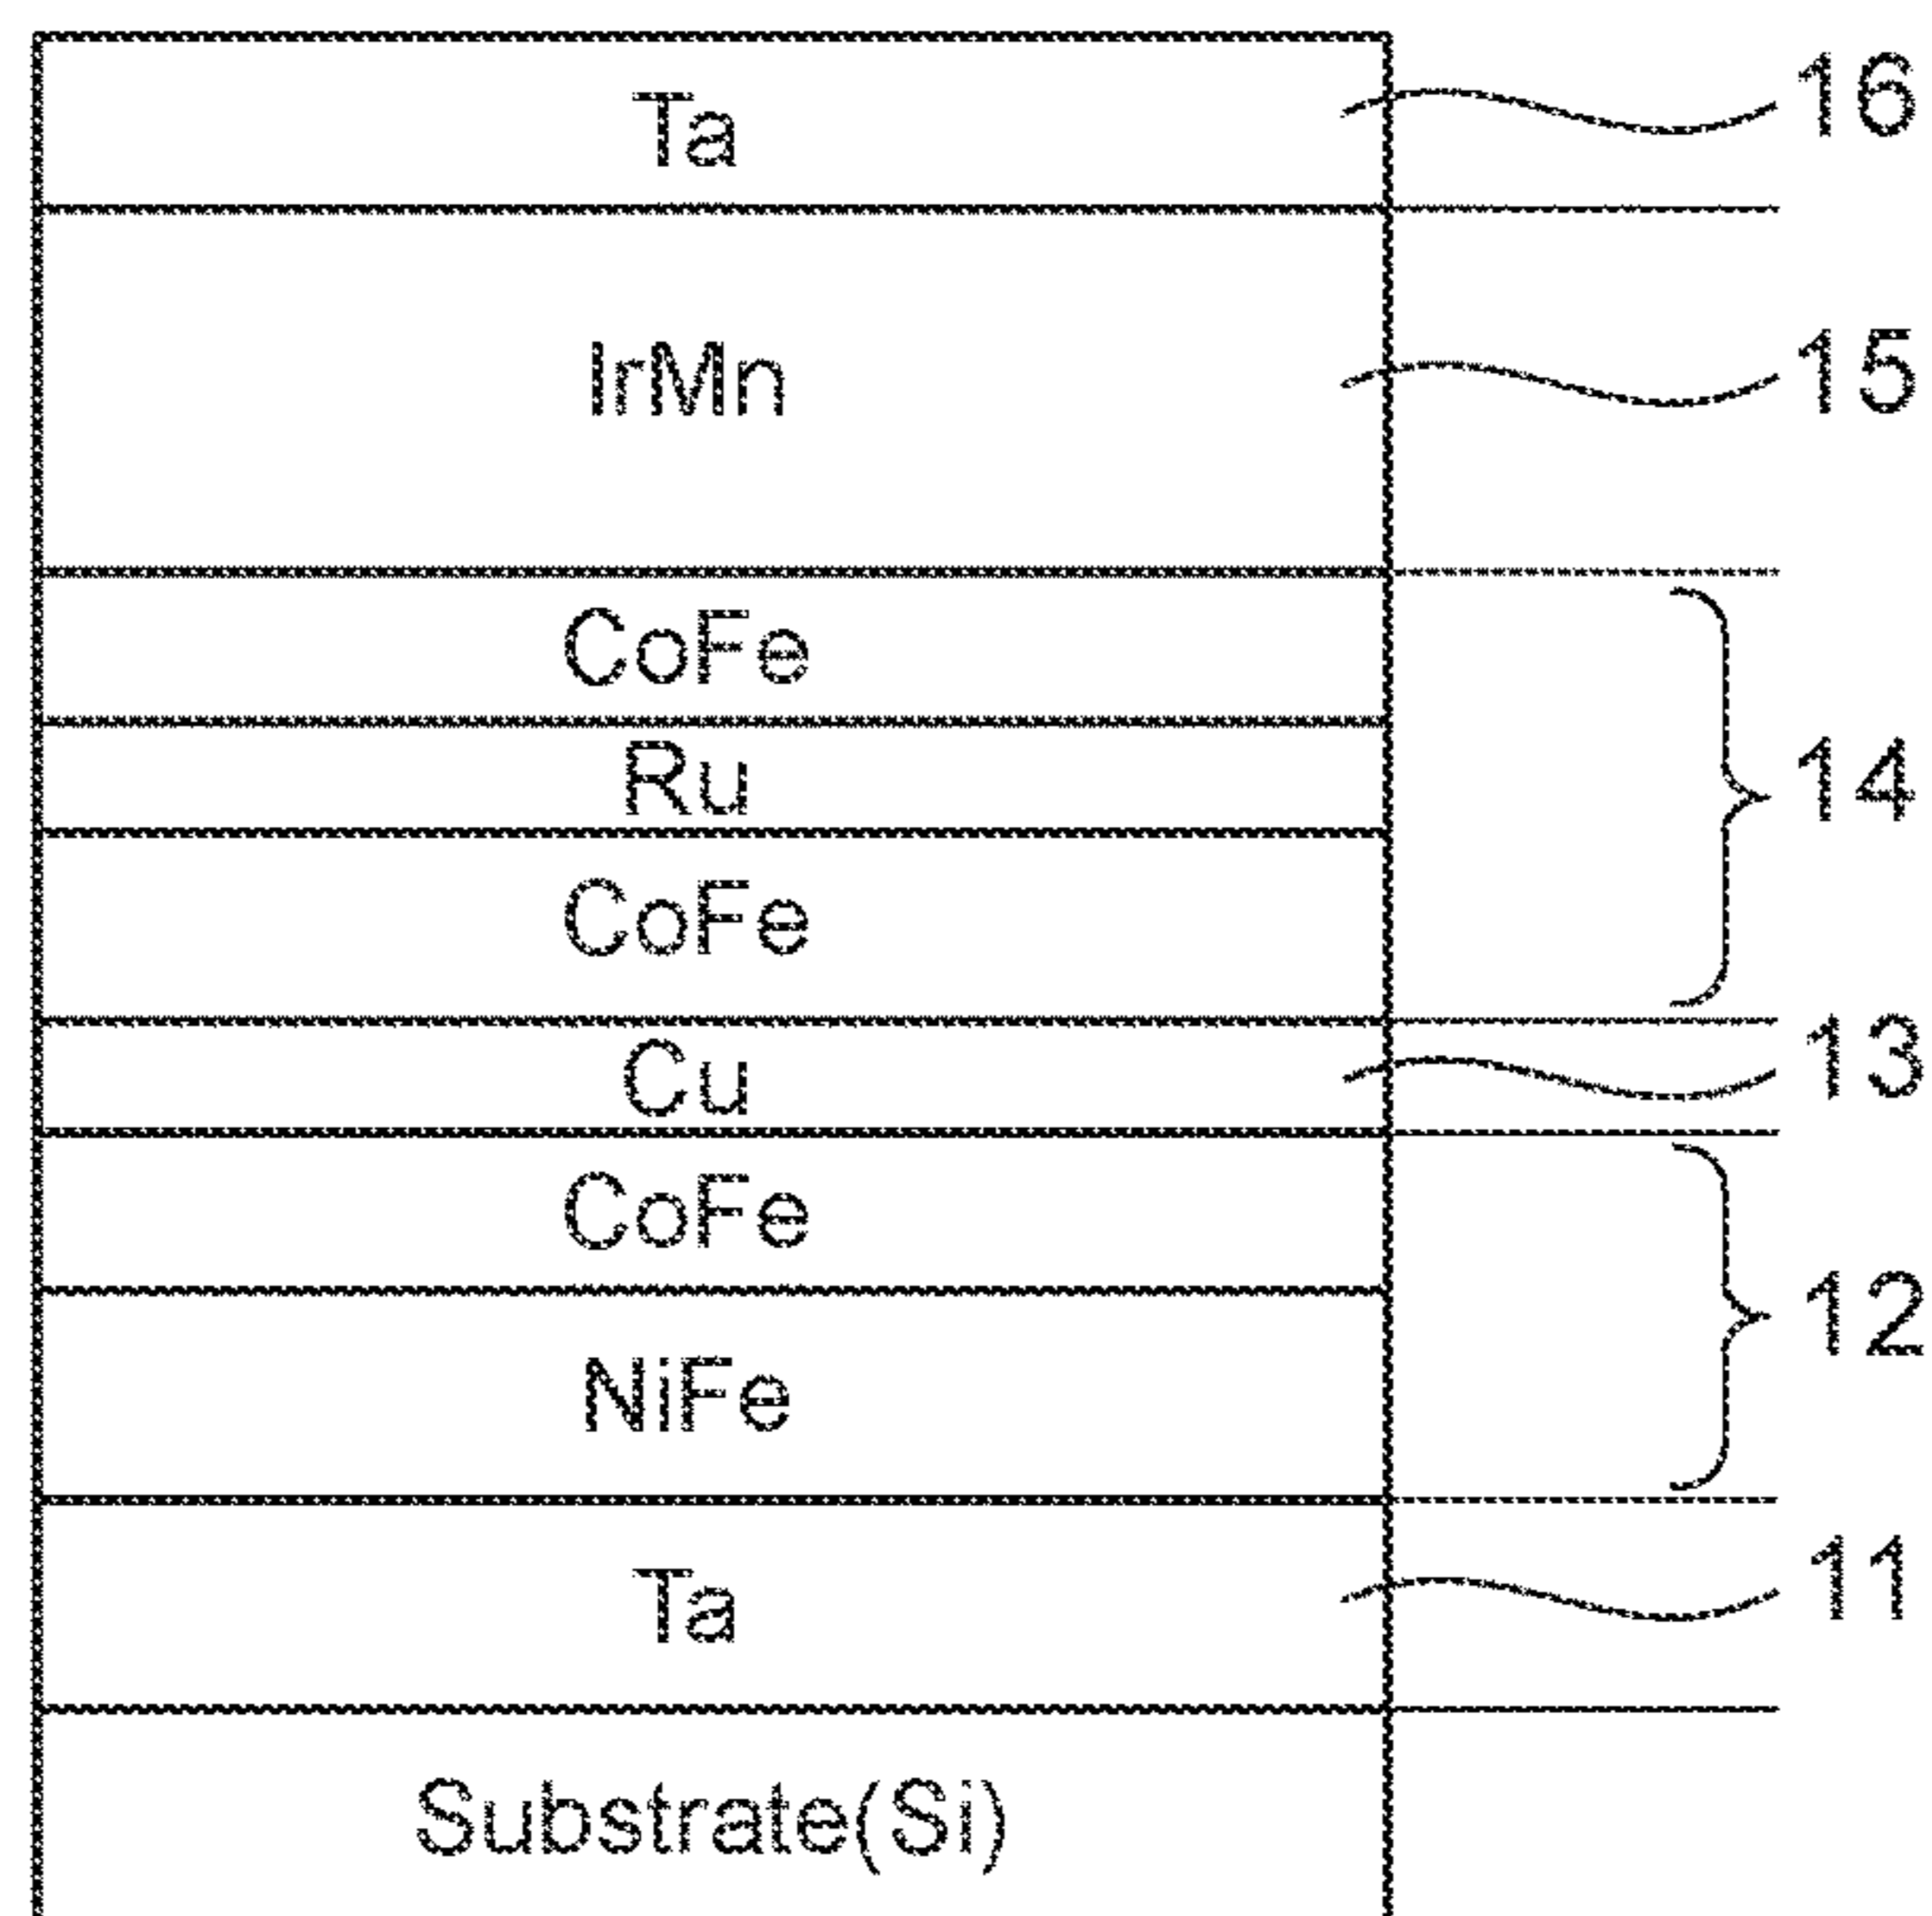 Ta 16
IrMn 15
CoFe
Ru 14
CoFe
Cu 13
CoFe
12
NiFe
Ta 11
Substrate(Si)